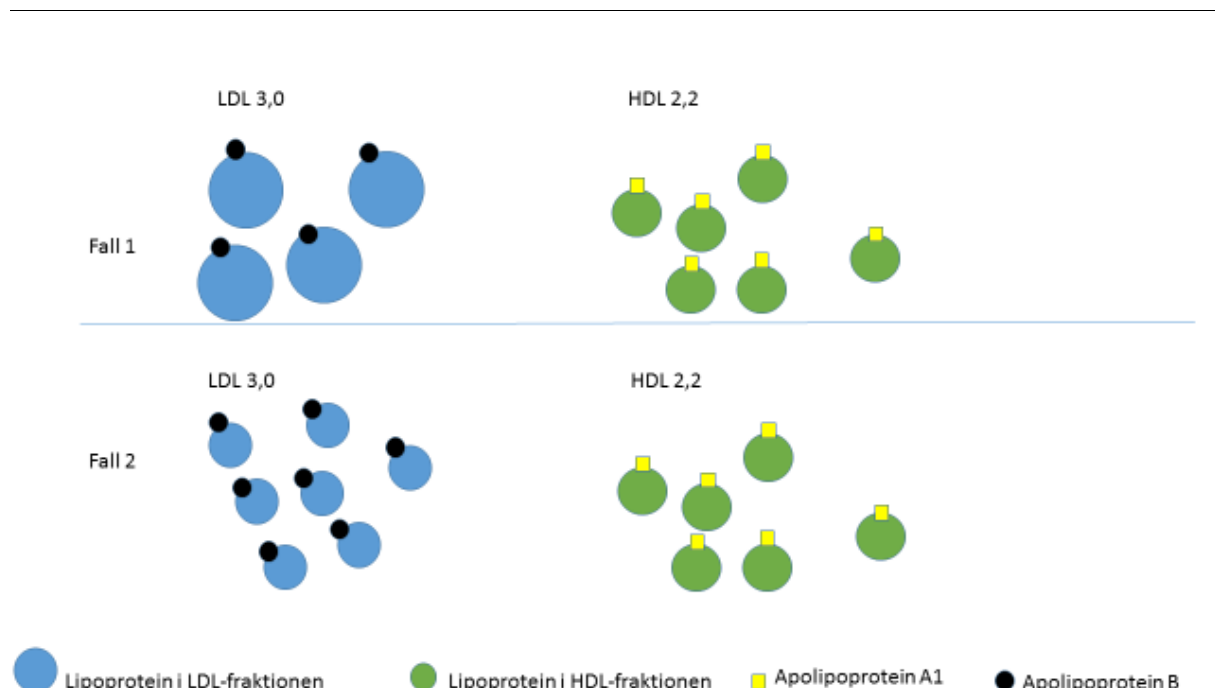 LDL 3,0
HDL 2,2
Fall 1
LDL 3,0
HDL 2,2
Fall 2
Lipoprotein i LDL-fraktionen
Lipoprotein i HDL-fraktionen
Apolipoprotein A1
Apolipoprotein B